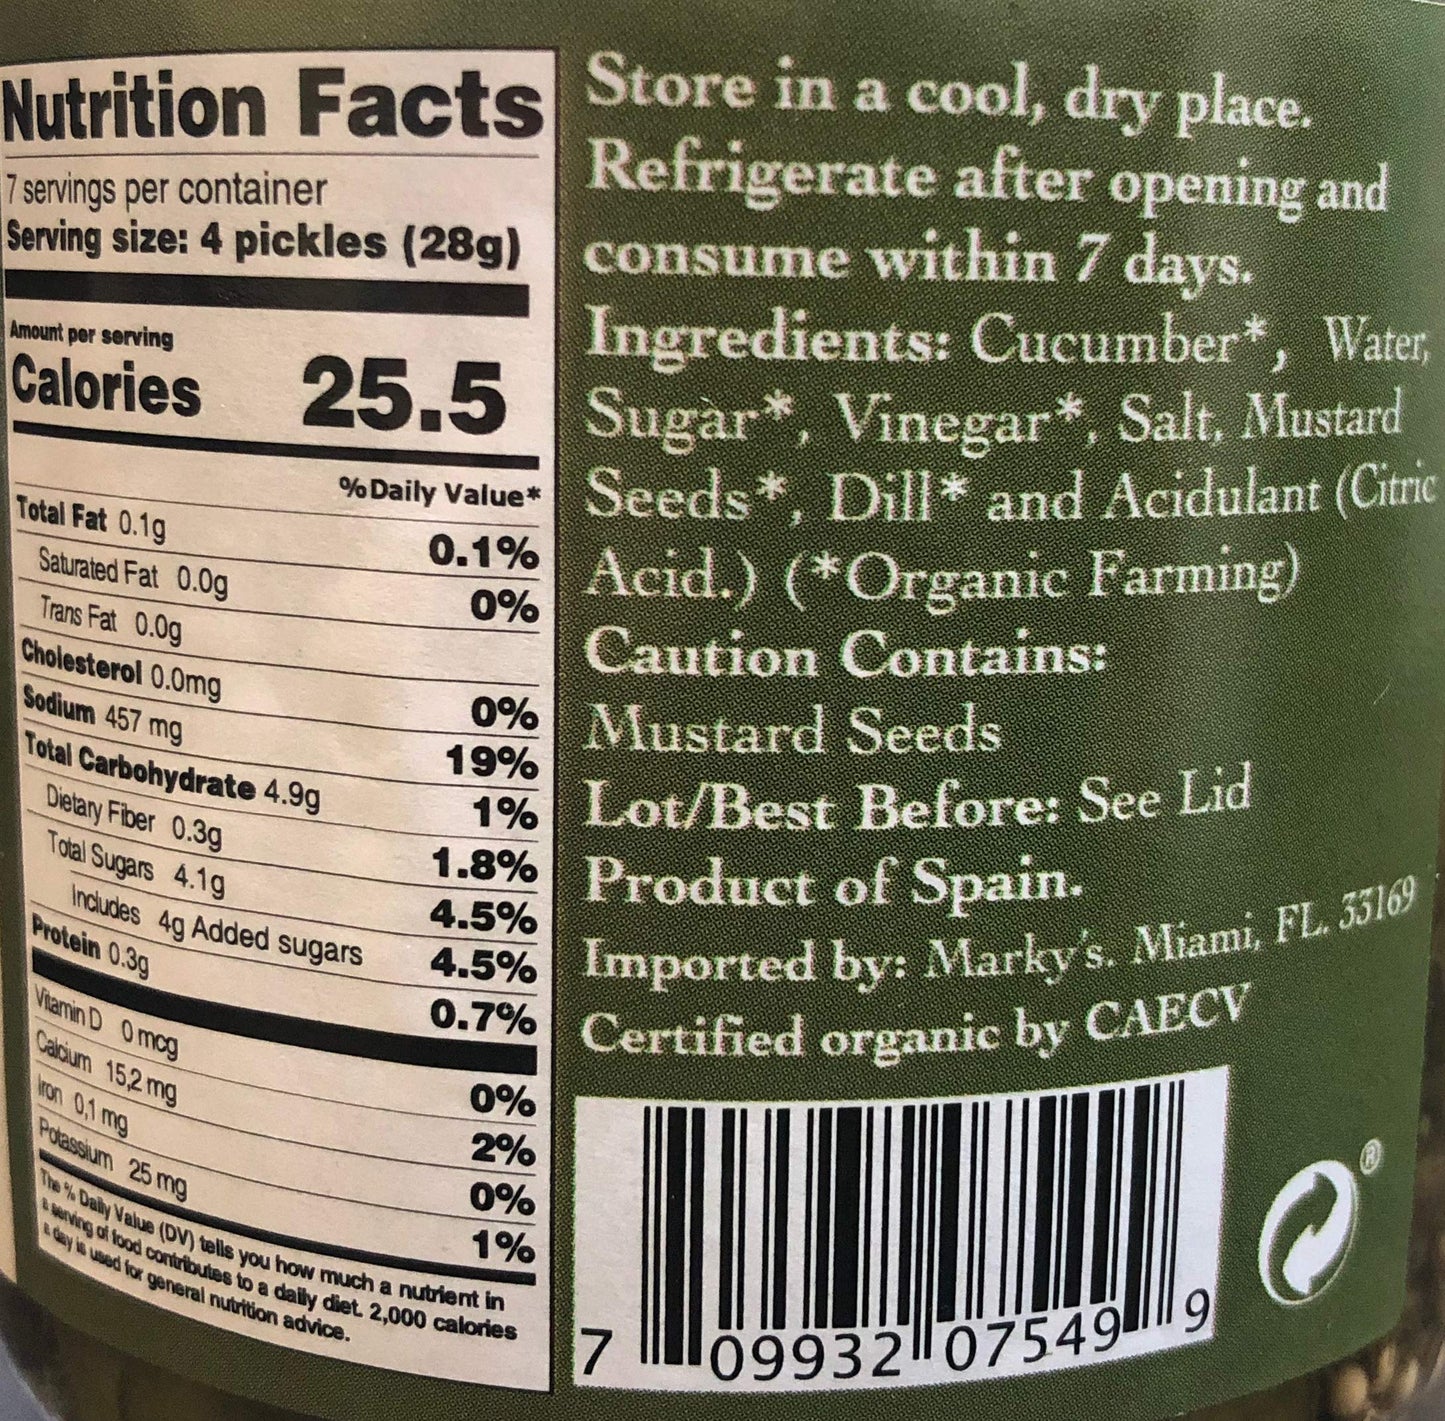 Nutrition Facts
7 servings per container
Serving size: 4 pickles (28g)
Amount per serving
Calories 25.5
% Daily Value*
Total Fat 0.1g 0.1%
Saturated Fat 0.0g 0%
Trans Fat 0.0g
Cholesterol 0.0mg 0%
Sodium 457 mg 19%
Total Carbohydrate 4.9g 1%
Dietary Fiber 0.3g 1.8%
Total Sugars 4.1g 4.5%
Includes 4g Added sugars 4.5%
Protein 0.3g 0.7%
Vitamin D 0 mcg 0%
Calcium 15,2 mg 2%
Iron 0,1 mg 0%
Potassium 25 mg 1%
The % Daily Value (DV) tells you how much a nutrient in
a serving of food contributes to a daily diet. 2,000 calories
a day is used for general nutrition advice.
Store in a cool, dry place.
Refrigerate after opening and
consume within 7 days.
Ingredients: Cucumber*, Water,
Sugar*, Vinegar*, Salt, Mustard
Seeds*, Dill* and Acidulant (Citric
Acid.) (*Organic Farming)
Caution Contains:
Mustard Seeds
Lot/Best Before: See Lid
Product of Spain.
Imported by: Marky's. Miami, FL. 33169
Certified organic by CAECV
7 09932 07549 9
®